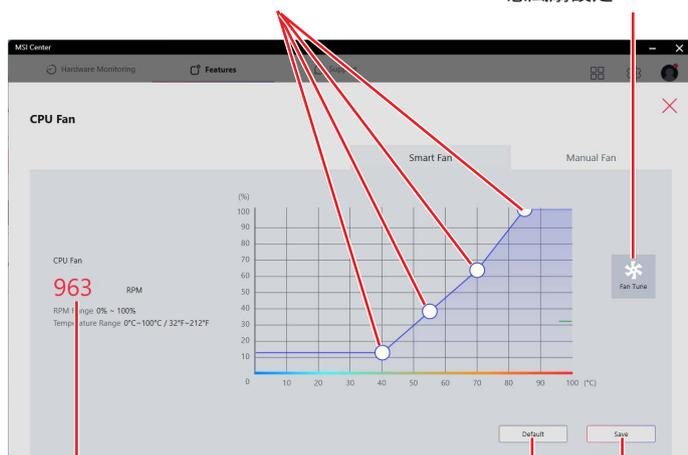 MSI Center
Hardware Monitoring
Features
Support
CPU Fan
Smart Fan
Manual Fan
(%)
100
90
80
70
60
50
40
30
20
10
0
10 20 30 40 50 60 70 80 90 100 (°C)
CPU Fan
963 RPM
RPM Range 0% ~ 100%
Temperature Range 0°C~100°C / 32°F~212°F
Fan Tune
Default
Save